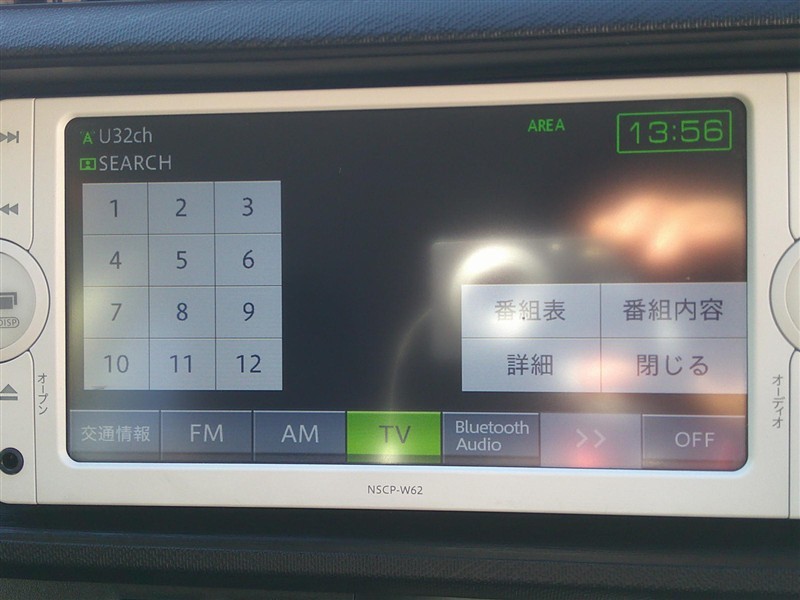 U32ch
AREA
13:56
SEARCH
1 2 3
4 5 6
7 8 9
10 11 12
番組表 番組内容
詳細 閉じる
DISP
オープン
オーディオ
交通情報 FM AM TV Bluetooth Audio >> OFF
NSCP-W62